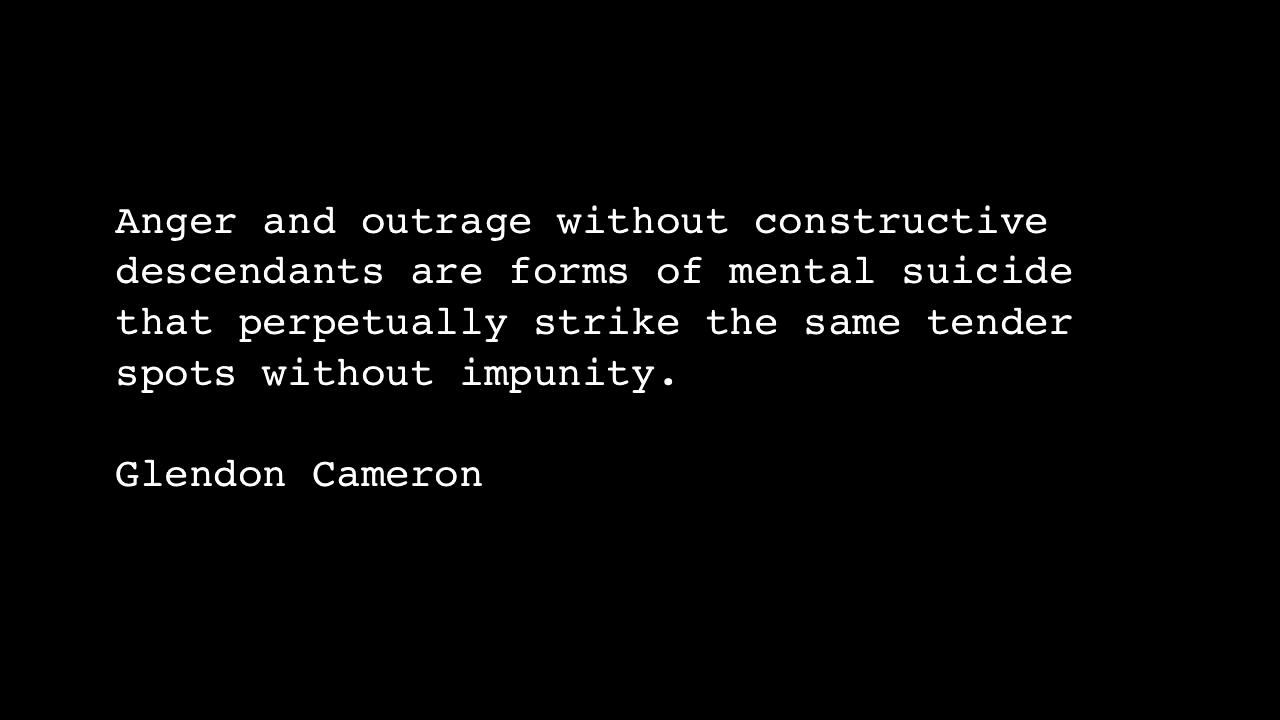 Anger and outrage without constructive
descendants are forms of mental suicide
that perpetually strike the same tender
spots without impunity.
Glendon Cameron